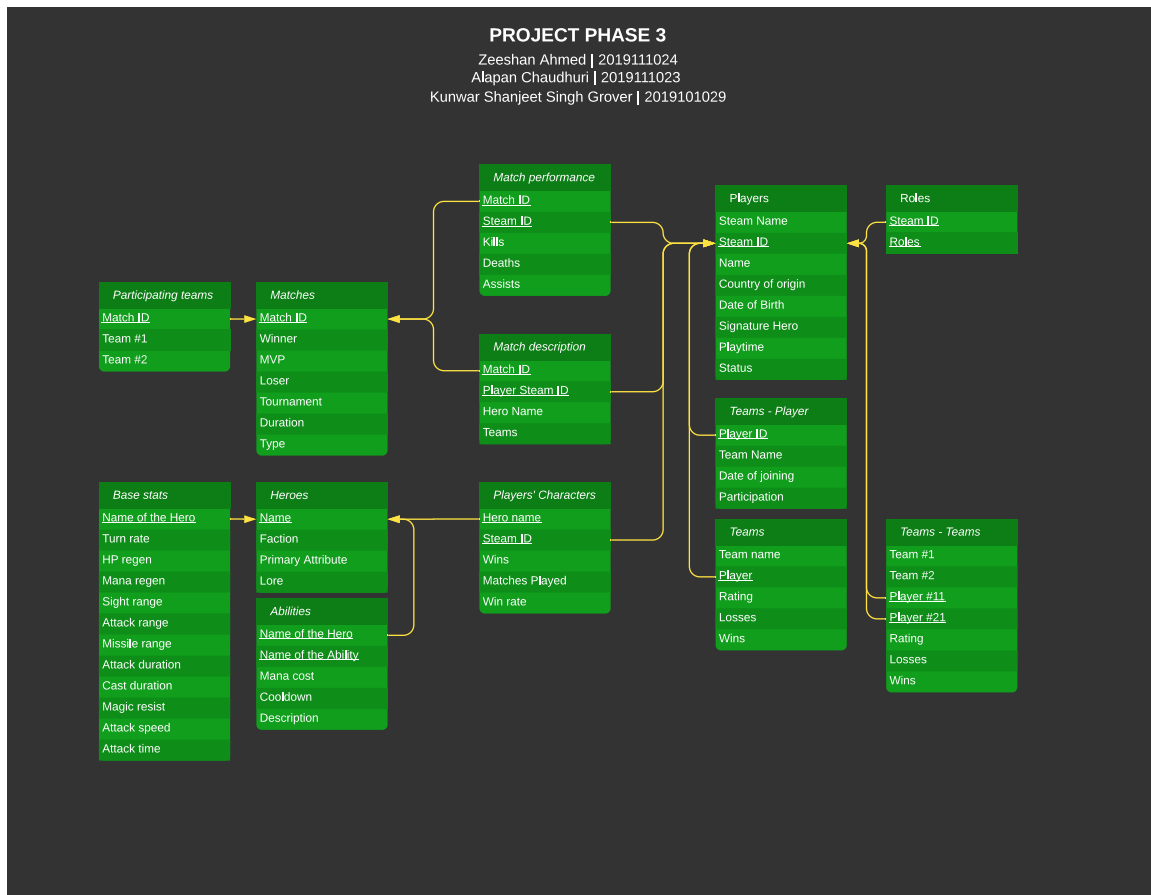 PROJECT PHASE 3
Zeeshan Ahmed | 2019111024
Alapan Chaudhuri | 2019111023
Kunwar Shanjeet Singh Grover | 2019101029
Match performance
Match ID
Steam ID
Kills
Deaths
Assists
Players
Steam Name
Steam ID
Name
Country of origin
Date of Birth
Signature Hero
Playtime
Status
Roles
Steam ID
Roles
Participating teams
Match ID
Team #1
Team #2
Matches
Match ID
Winner
MVP
Loser
Tournament
Duration
Type
Match description
Match ID
Player Steam ID
Hero Name
Teams
Teams - Player
Player ID
Team Name
Date of joining
Participation
Base stats
Name of the Hero
Turn rate
HP regen
Mana regen
Sight range
Attack range
Missile range
Attack duration
Cast duration
Magic resist
Attack speed
Attack time
Heroes
Name
Faction
Primary Attribute
Lore
Abilities
Name of the Hero
Name of the Ability
Mana cost
Cooldown
Description
Players' Characters
Hero name
Steam ID
Wins
Matches Played
Win rate
Teams
Team name
Player
Rating
Losses
Wins
Teams - Teams
Team #1
Team #2
Player #11
Player #21
Rating
Losses
Wins